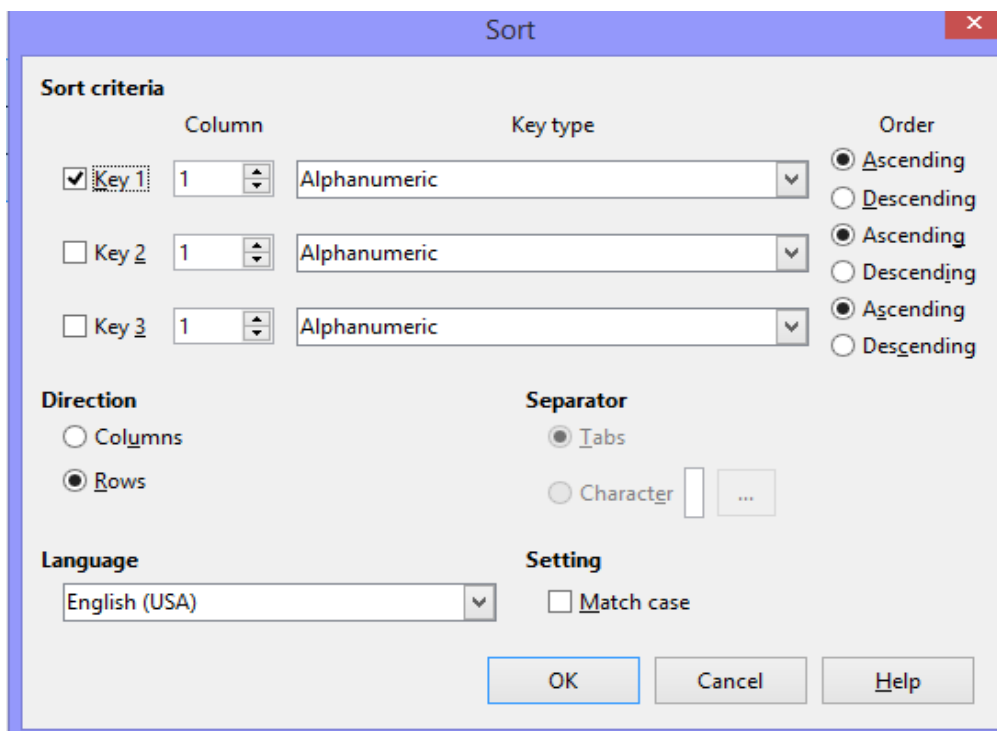 Sort
Sort criteria
Column Key type Order
Key 1 1 Alphanumeric Ascending
Descending
Key 2 1 Alphanumeric Ascending
Descending
Key 3 1 Alphanumeric Ascending
Descending
Direction Separator
Columns Tabs
Rows Character ...
Language Setting
English (USA) Match case
OK Cancel Help